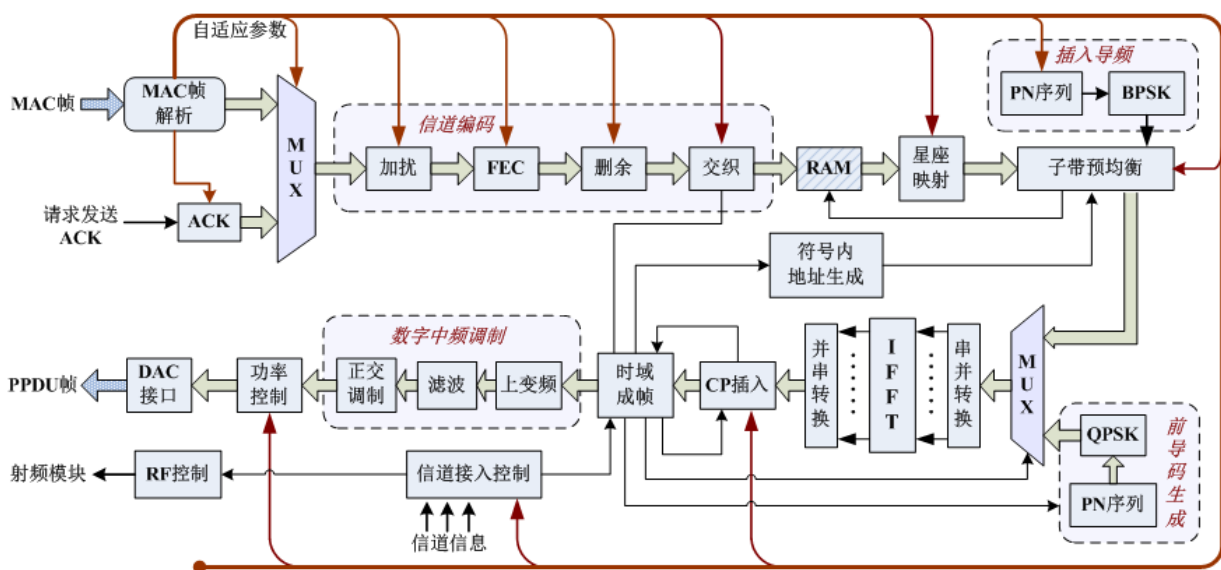 自适应参数
MAC帧
MAC帧
解析
请求发送
ACK
ACK
MUX
信道编码
加扰
FEC
删余
交织
RAM
星座
映射
插入导频
PN序列
BPSK
子带预均衡
符号内
地址生成
数字中频调制
PPDU帧
DAC
接口
功率
控制
正交
调制
滤波
上变频
时域
成帧
CP插入
并串转换
IFFT
串并转换
MUX
QPSK
PN序列
前导码生成
射频模块
RF控制
信道接入控制
信道信息